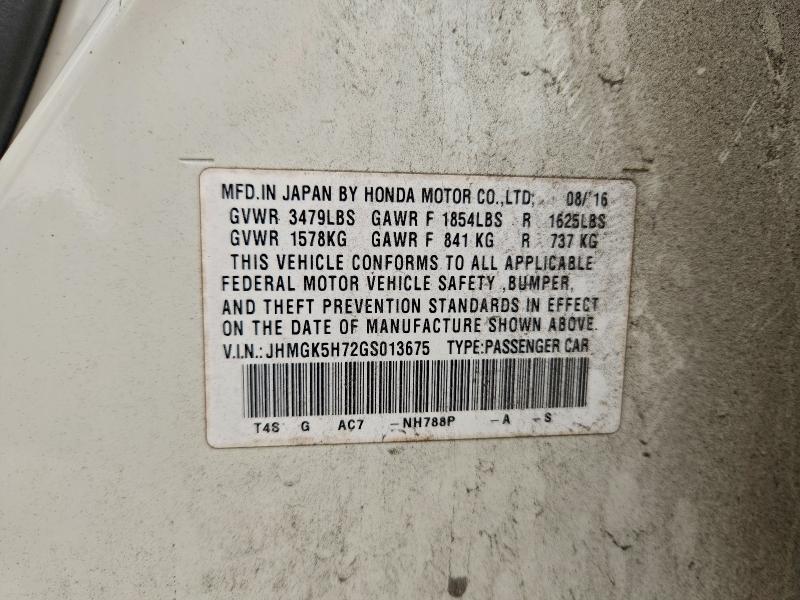 MFD.IN JAPAN BY HONDA MOTOR CO.,LTD; 08/'16
GVWR 3479LBS GAWR F 1854LBS R 1625LBS
GVWR 1578KG GAWR F 841 KG R 737 KG
THIS VEHICLE CONFORMS TO ALL APPLICABLE
FEDERAL MOTOR VEHICLE SAFETY ,BUMPER,
AND THEFT PREVENTION STANDARDS IN EFFECT
ON THE DATE OF MANUFACTURE SHOWN ABOVE.
V.I.N.:JHMGK5H72GS013675 TYPE:PASSENGER CAR
T4S G AC7 -NH788P -A -S